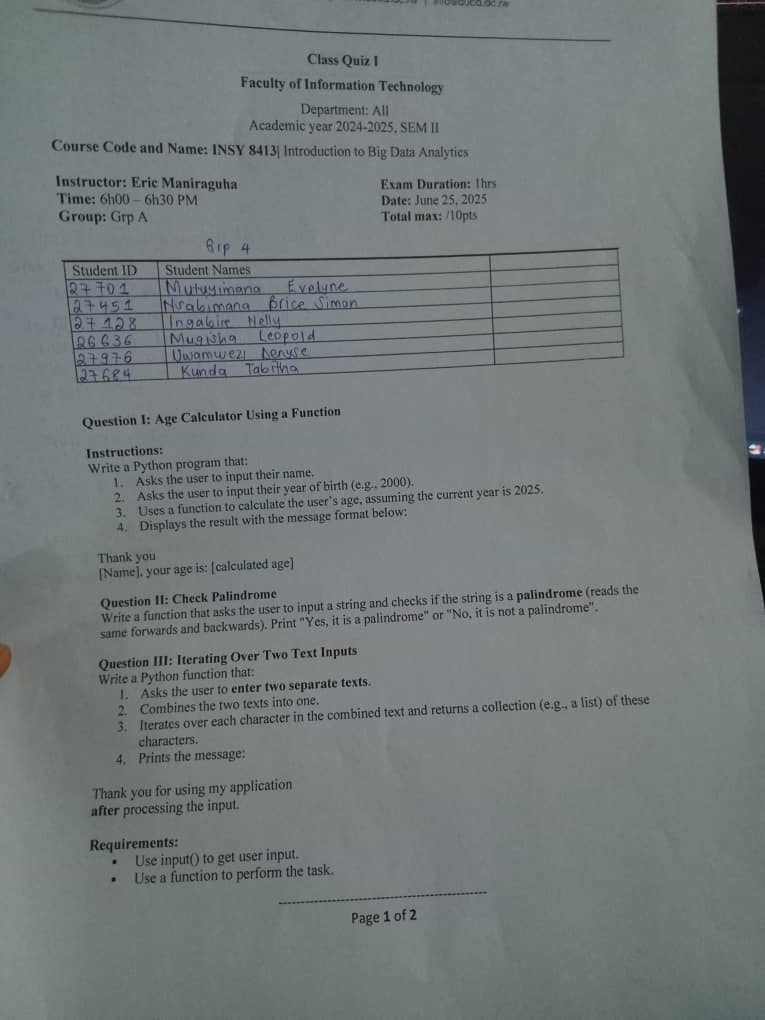 Class Quiz I
Faculty of Information Technology
Department: All
Academic year 2024-2025, SEM II
Course Code and Name: INSY 8413| Introduction to Big Data Analytics
Instructor: Eric Maniraguha Exam Duration: 1hrs
Time: 6h00 – 6h30 PM Date: June 25, 2025
Group: Grp A Total max: /10pts
Grp 4
Student ID Student Names
27701 Mutuyimana Evelyne
27451 Nsabimana Brice Simon
27128 Ingabire Nelly
26636 Mugisha Leopold
27976 Uwamwezi Denyse
27684 Kunda Tabitha
Question I: Age Calculator Using a Function
Instructions:
Write a Python program that:
1. Asks the user to input their name.
2. Asks the user to input their year of birth (e.g., 2000).
3. Uses a function to calculate the user's age, assuming the current year is 2025.
4. Displays the result with the message format below:
Thank you
[Name], your age is: [calculated age]
Question II: Check Palindrome
Write a function that asks the user to input a string and checks if the string is a palindrome (reads the
same forwards and backwards). Print "Yes, it is a palindrome" or "No, it is not a palindrome".
Question III: Iterating Over Two Text Inputs
Write a Python function that:
1. Asks the user to enter two separate texts.
2. Combines the two texts into one.
3. Iterates over each character in the combined text and returns a collection (e.g., a list) of these
characters.
4. Prints the message:
Thank you for using my application
after processing the input.
Requirements:
▪ Use input() to get user input.
▪ Use a function to perform the task.
Page 1 of 2